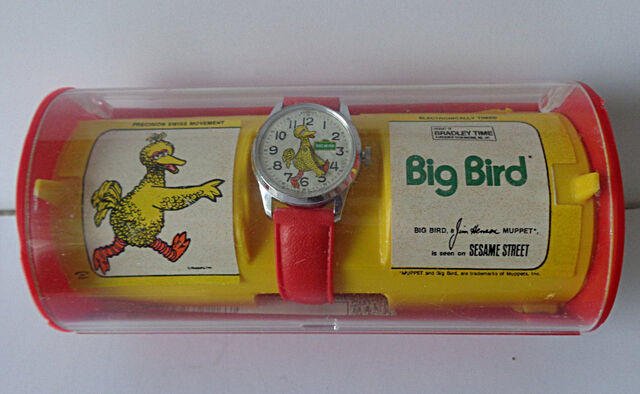 PRECISION SWISS MOVEMENT
© Muppets, Inc.
12
1
2
3
4
5
6
7
8
9
10
11
ELECTRONICALLY TIMED
BRADLEY TIME
Big Bird™
BIG BIRD, a Jim Henson MUPPET™,
is seen on SESAME STREET
"MUPPET and Big Bird, are trademarks of Muppets, Inc.